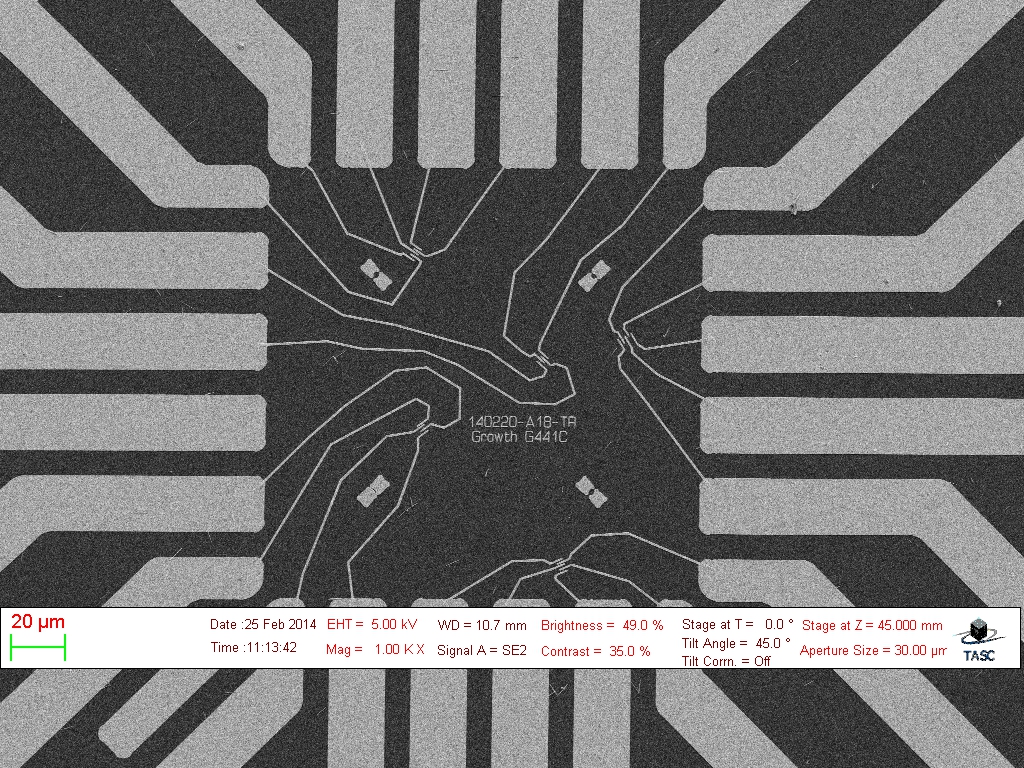 140220-A1B-TR
Growth G441C
20 µm
Date :25 Feb 2014 EHT = 5.00 kV WD = 10.7 mm Brightness = 49.0 % Stage at T = 0.0 ° Stage at Z = 45.000 mm
Time :11:13:42 Mag = 1.00 K X Signal A = SE2 Contrast = 35.0 % Tilt Angle = 45.0 ° Aperture Size = 30.00 µm
Tilt Corrn. = Off
TASC